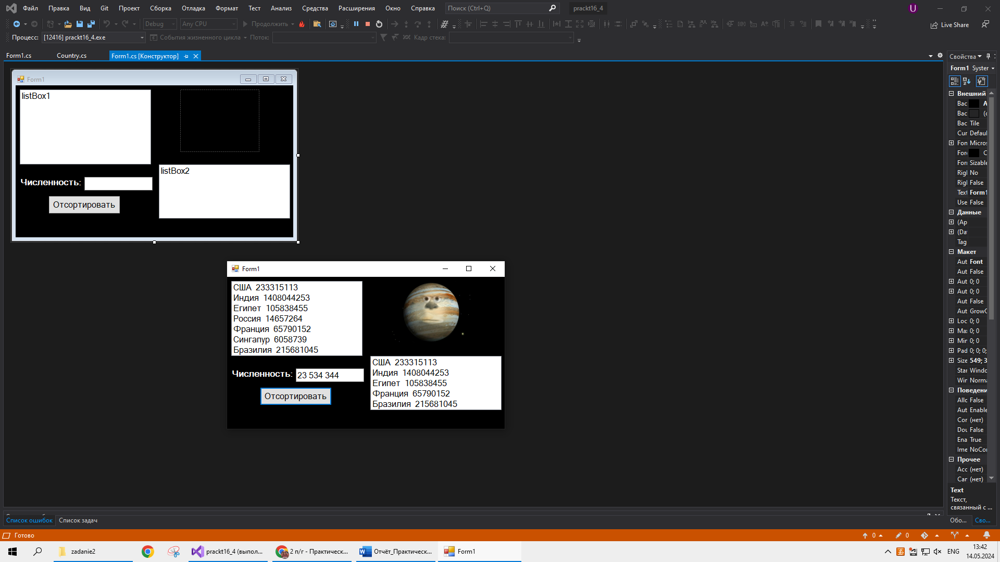 Файл Правка Вид Git Проект Сборка Отладка Формат Тест Анализ Средства Расширения Окно Справка Поиск (Ctrl+Q) prackt16_4 U
Debug Any CPU Продолжить Live Share
Процесс: [12416] prackt16_4.exe События жизненного цикла Поток: Кадр стека:
Form1.cs Country.cs Form1.cs [Конструктор]
Свойства
Form1 Syster
Form1
listBox1
listBox2
Численность:
Отсортировать
Form1
США 233315113
Индия 1408044253
Египет 105838455
Россия 14657264
Франция 65790152
Сингапур 6058739
Бразилия 215681045
Численность: 23 534 344
Отсортировать
США 233315113
Индия 1408044253
Египет 105838455
Франция 65790152
Бразилия 215681045
Внешний
Bac A
Bac
Bac Tile
Cur Defaul
Fon Micros
For
For Sizable
Rigl No
Rigl False
Text Form1
Use False
Данные
(Ap
(Da
Tag
Макет
Aut Font
Aut False
Aut 0; 0
Aut 0; 0
Aut False
Aut GrowC
Loc 0; 0
Max 0; 0
Min 0; 0
Pad 0; 0; 0;
Size 549; 3
Star Windo
Wir Norma
Поведени
Allc False
Aut Enable
Cor (нет)
Dou False
Ena True
Ime NoCor
Прочее
Acc (нет)
Car (нет)
Text
Текст,
связанный с ...
Обо... Сво...
Список ошибок Список задач
Готово 0 0
zadanie2 prackt16_4 (выпол... 2 п/г - Практическ... Отчёт_Практическ... Form1 ENG 13:42
14.05.2024